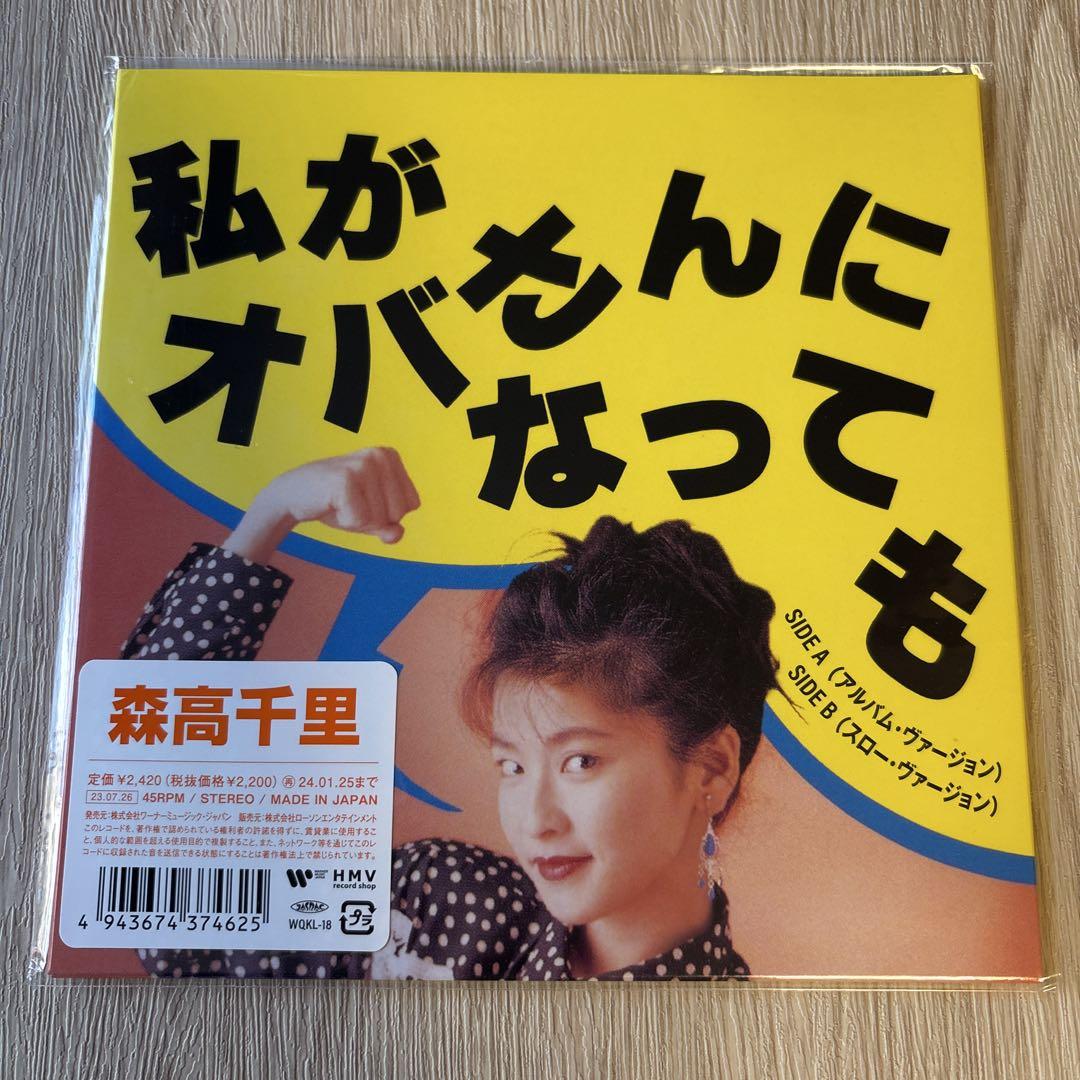 私が
オバさんに
なっても
SIDE A (アルバム・ヴァージョン)
SIDE B (スロー・ヴァージョン)
森高千里
定価¥2,420(税抜価格¥2,200) 再 24.01.25まで
23.07.26 45RPM / STEREO / MADE IN JAPAN
発売元:株式会社ワーナーミュージック・ジャパン 販売元:株式会社ローソンエンタテインメント
このレコードを、著作権で認められている権利者の許諾を得ずに、賃貸業に使用するこ
と、個人的な範囲を超える使用目的で複製すること、また、ネットワーク等を通じてこのレ
コードに収録された音を送信できる状態にすることは著作権法上で禁じられています。
HMV
record shop
WQKL-18
プラ
4 943674 374625